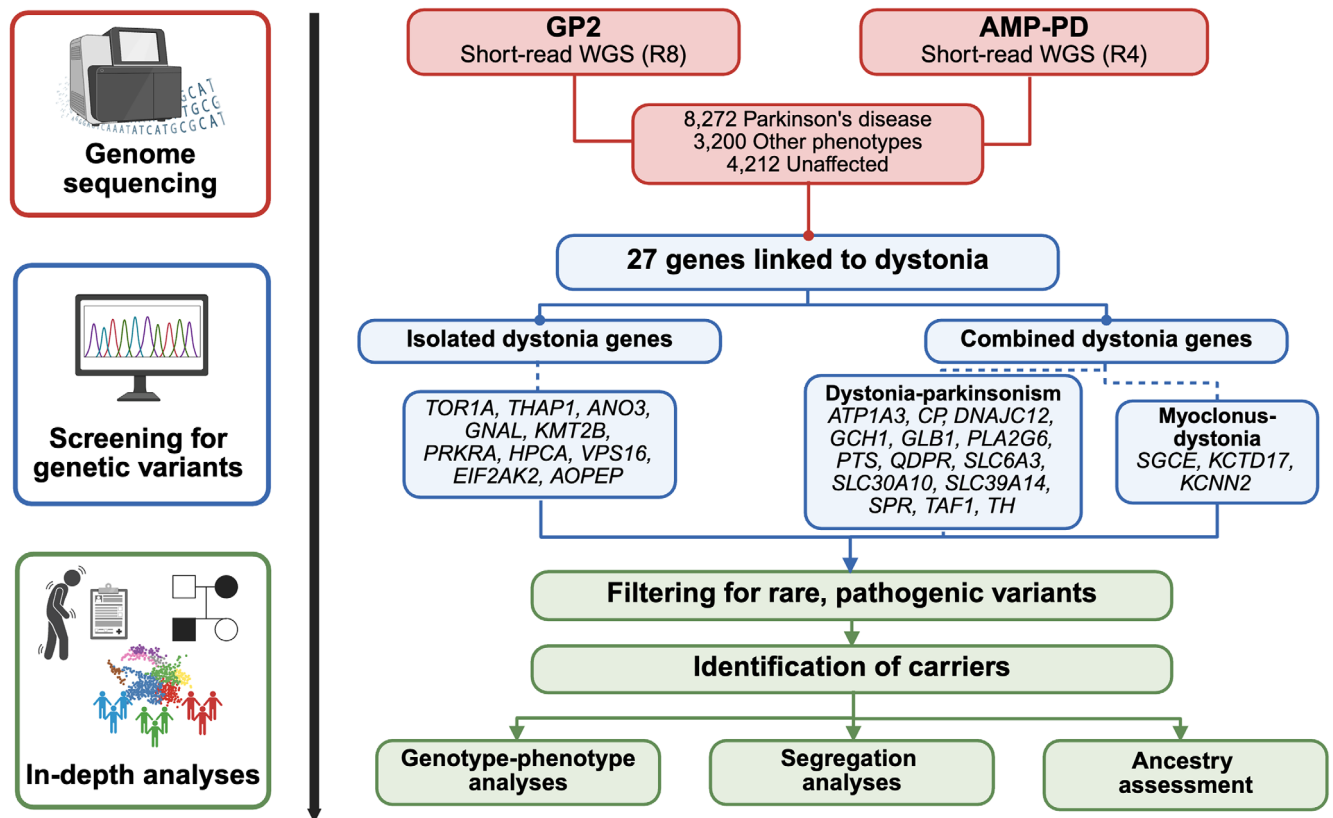 GCAT
TGCG
CAAATATCATGCGCAT
Genome
sequencing
Screening for
genetic variants
In-depth analyses
GP2
Short-read WGS (R8)
AMP-PD
Short-read WGS (R4)
8,272 Parkinson's disease
3,200 Other phenotypes
4,212 Unaffected
27 genes linked to dystonia
Isolated dystonia genes
Combined dystonia genes
TOR1A, THAP1, ANO3,
GNAL, KMT2B,
PRKRA, HPCA, VPS16,
EIF2AK2, AOPEP
Dystonia-parkinsonism
ATP1A3, CP, DNAJC12,
GCH1, GLB1, PLA2G6,
PTS, QDPR, SLC6A3,
SLC30A10, SLC39A14,
SPR, TAF1, TH
Myoclonus-
dystonia
SGCE, KCTD17,
KCNN2
Filtering for rare, pathogenic variants
Identification of carriers
Genotype-phenotype
analyses
Segregation
analyses
Ancestry
assessment